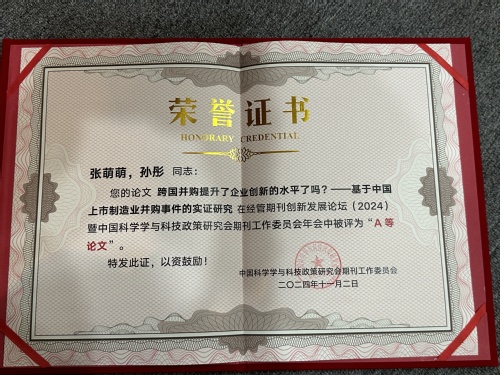 荣誉证书
HONORARY CREDENTIAL
张萌萌，孙彤 同志：
您的论文 跨国并购提升了企业创新的水平了吗？——基于中国
上市制造业并购事件的实证研究 在经管期刊创新发展论坛（2024）
暨中国科学学与科技政策研究会期刊工作委员会年会中被评为“A 等
论文”。
特发此证，以资鼓励！
中国科学学与科技政策研究会期刊工作委员会
二〇二四年十一月二日